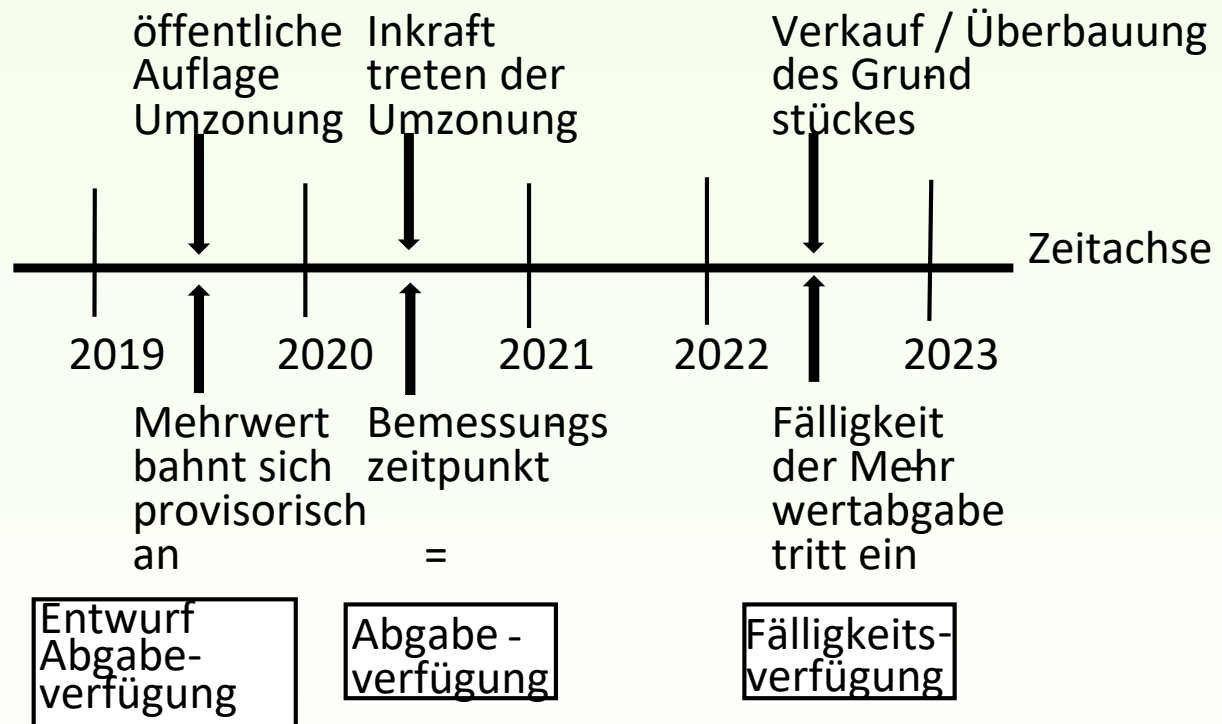 öffentliche
Auflage
Umzonung
Inkraft-
treten der
Umzonung
Verkauf / Überbauung
des Grund-
stückes
Zeitachse
2019
2020
2021
2022
2023
Mehrwert
bahnt sich
provisorisch
an
Bemessungs-
zeitpunkt
=
Fälligkeit
der Mehr-
wertabgabe
tritt ein
Entwurf
Abgabe-
verfügung
Abgabe -
verfügung
Fälligkeits-
verfügung